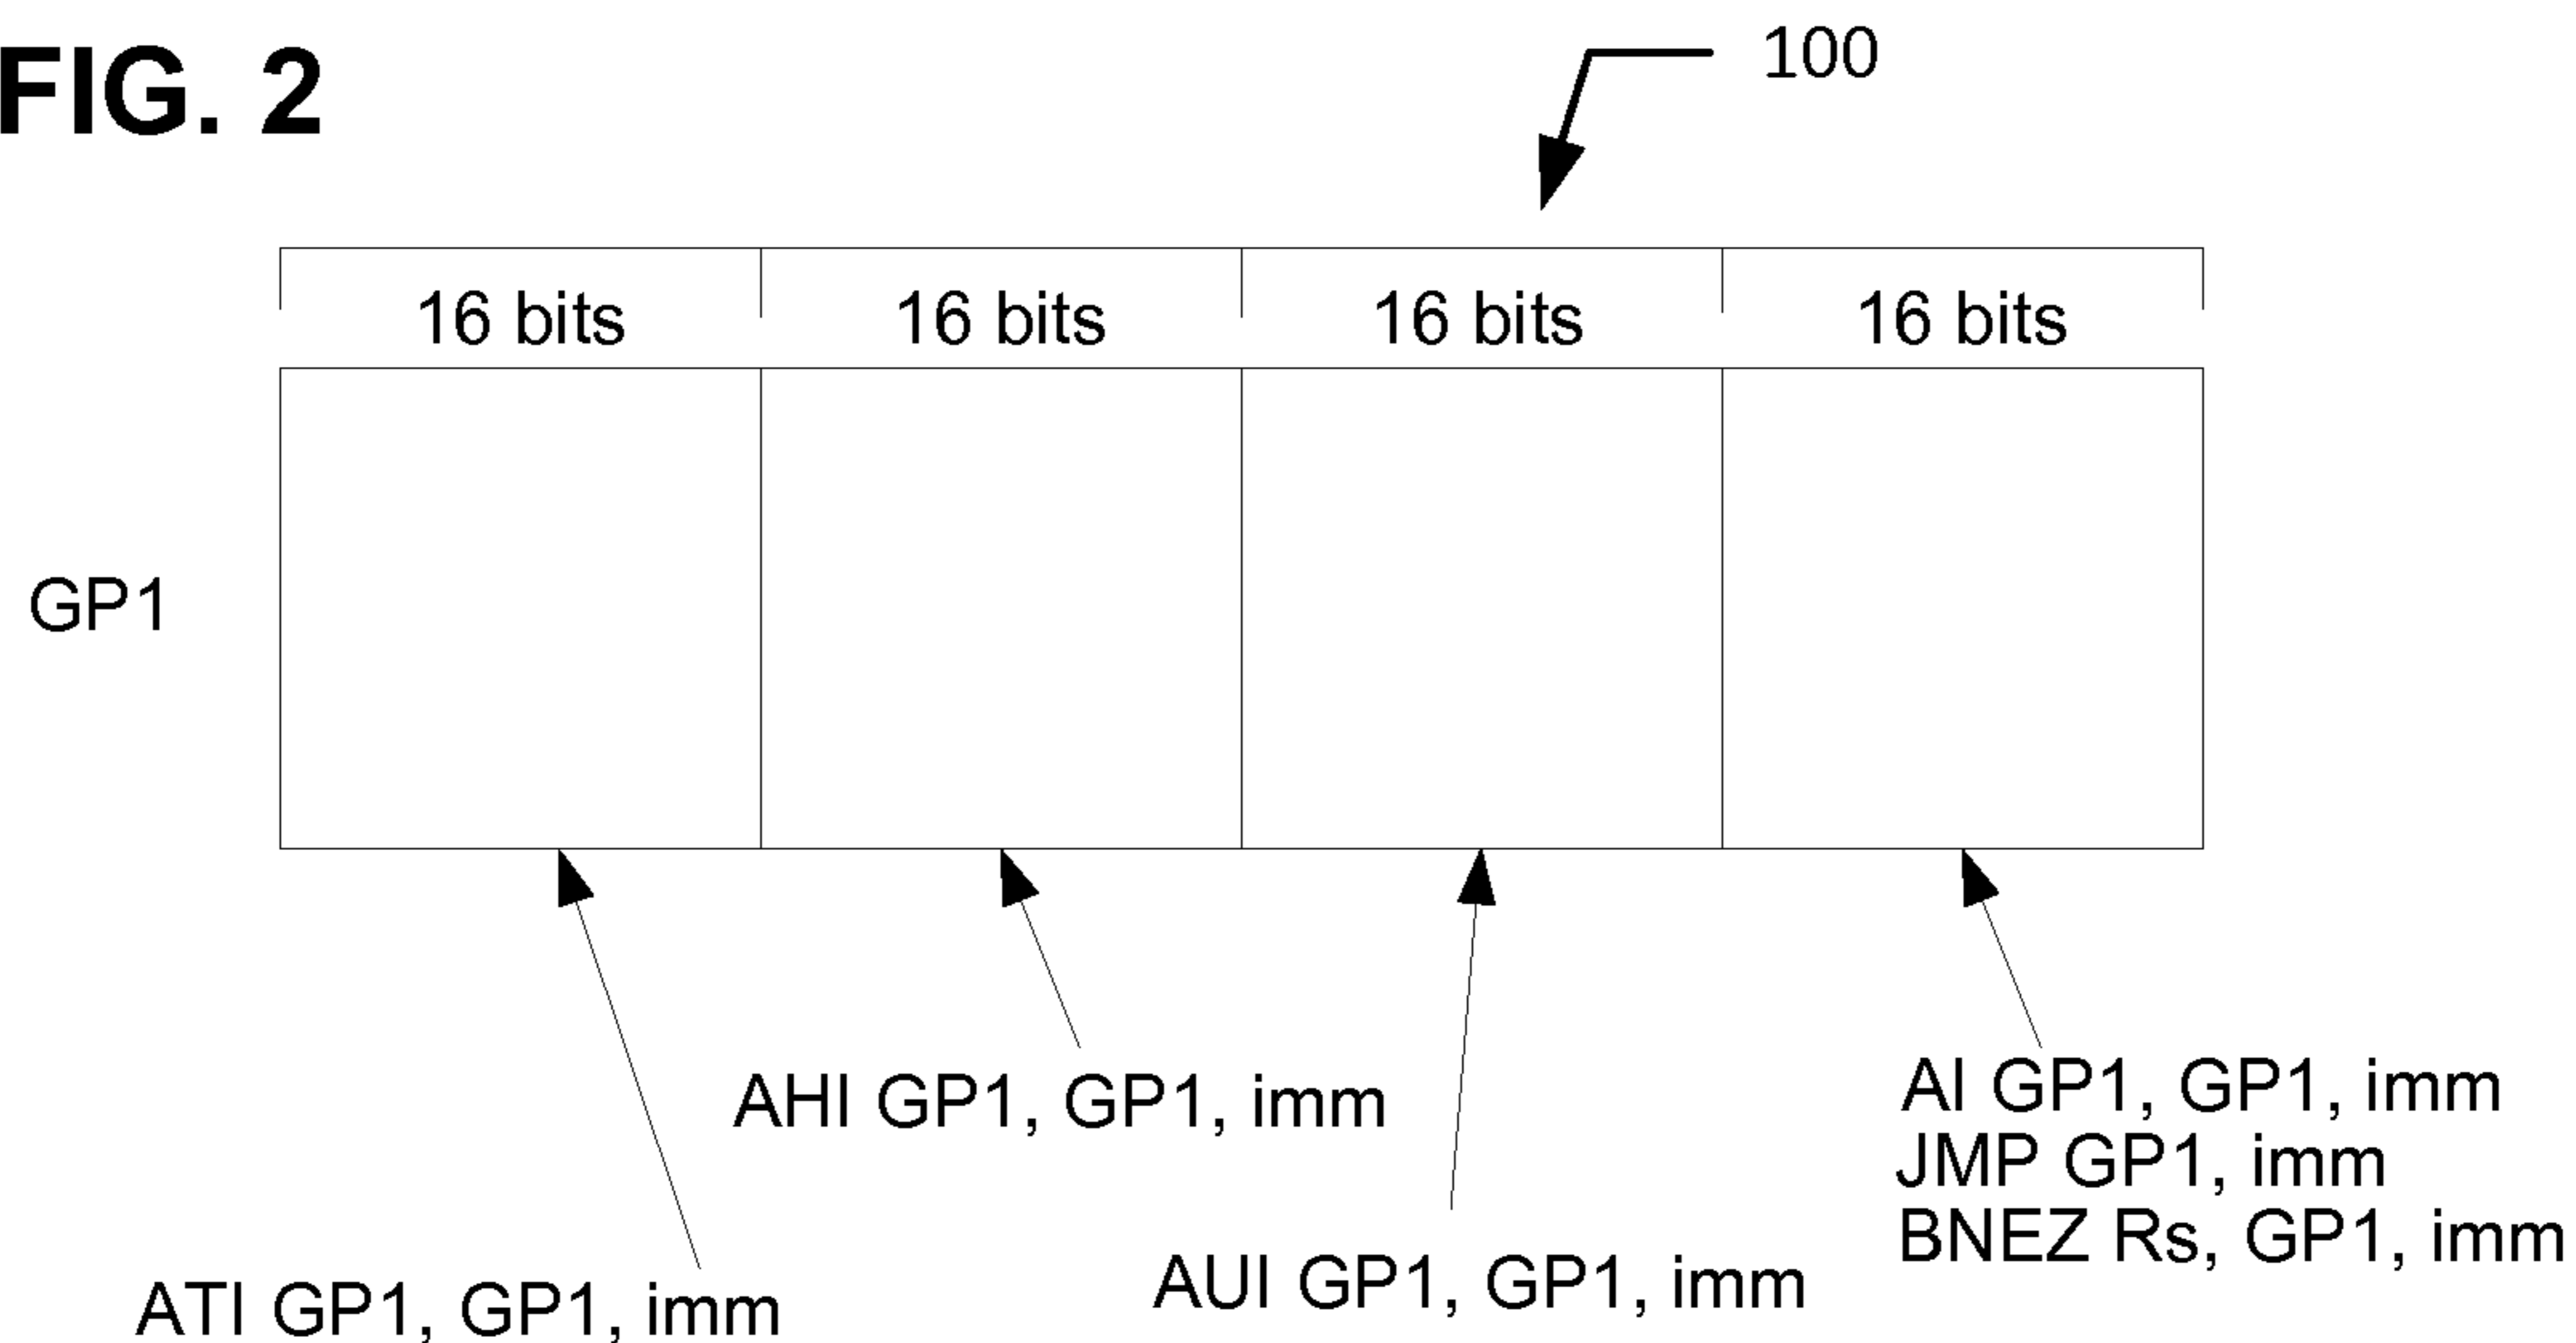 FIG. 2
100
16 bits 16 bits 16 bits 16 bits
GP1
AHI GP1, GP1, imm
AI GP1, GP1, imm
JMP GP1, imm
BNEZ Rs, GP1, imm
AUI GP1, GP1, imm
ATI GP1, GP1, imm